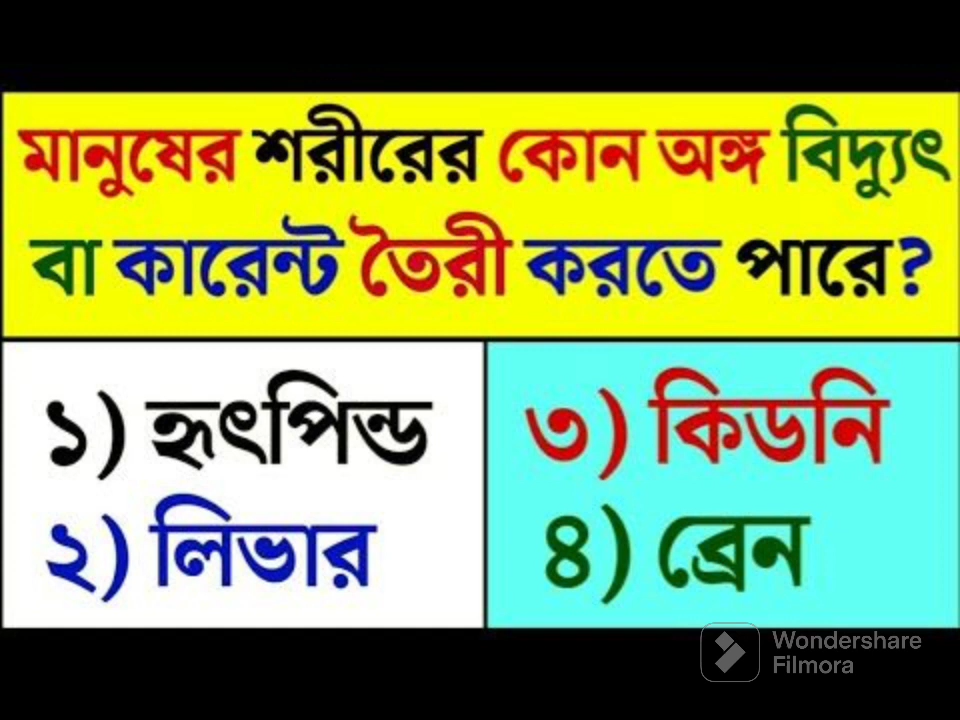 মানুষের শরীরের কোন অঙ্গ বিদ্যুৎ
বা কারেন্ট তৈরী করতে পারে?
১) হৃৎপিন্ড
২) লিভার
৩) কিডনি
৪) ব্রেন
Wondershare
Filmora